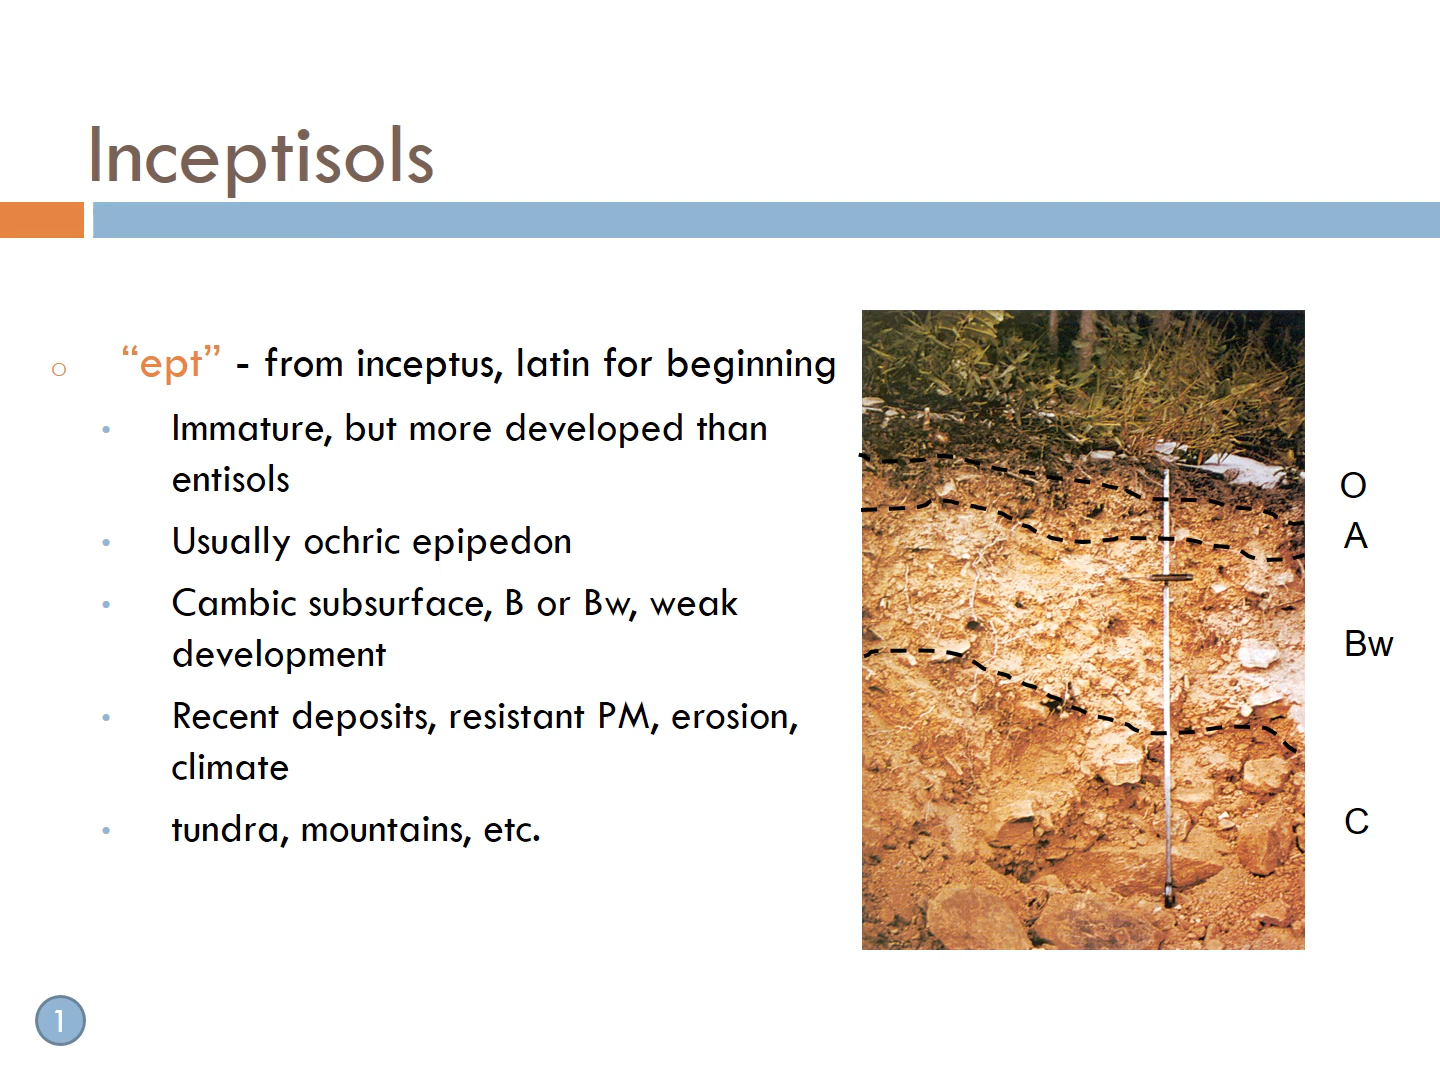 Inceptisols
“ept” - from inceptus, latin for beginning
Immature, but more developed than
entisols
Usually ochric epipedon
Cambic subsurface, B or Bw, weak
development
Recent deposits, resistant PM, erosion,
climate
tundra, mountains, etc.
O
A
Bw
C
1